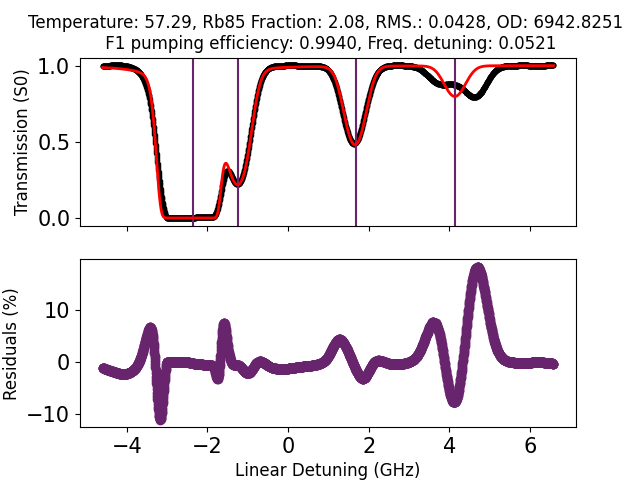 Temperature: 57.29, Rb85 Fraction: 2.08, RMS.: 0.0428, OD: 6942.8251
F1 pumping efficiency: 0.9940, Freq. detuning: 0.0521
Transmission (S0)
1.0
0.5
0.0
Residuals (%)
10
0
−10
−4 −2 0 2 4 6
Linear Detuning (GHz)